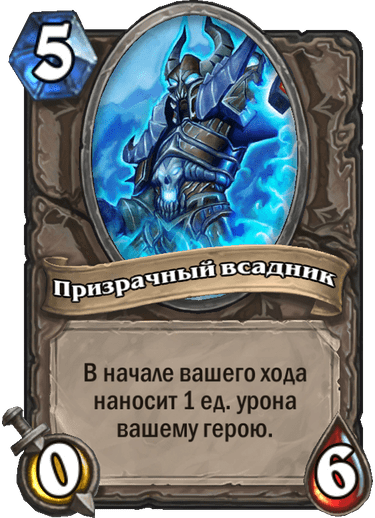 5
Призрачный всадник
В начале вашего хода
наносит 1 ед. урона
вашему герою.
0
6